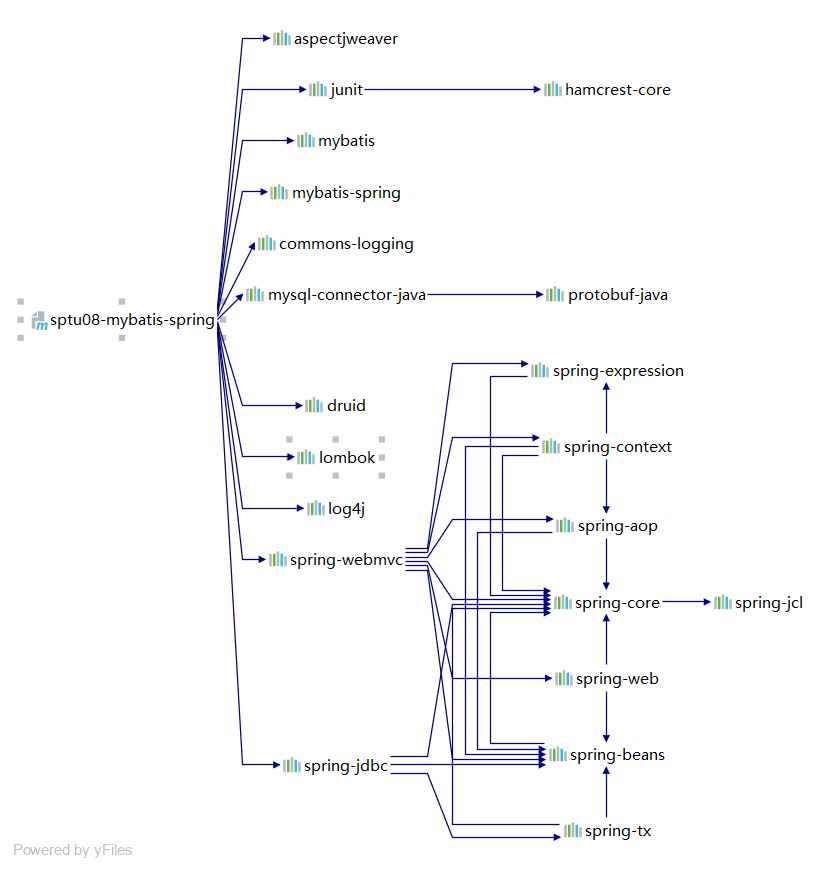 aspectjweaver
junit
hamcrest-core
mybatis
mybatis-spring
commons-logging
mysql-connector-java
protobuf-java
sptu08-mybatis-spring
spring-expression
druid
spring-context
lombok
log4j
spring-aop
spring-webmvc
spring-core
spring-jcl
spring-web
spring-beans
spring-jdbc
spring-tx
Powered by yFiles